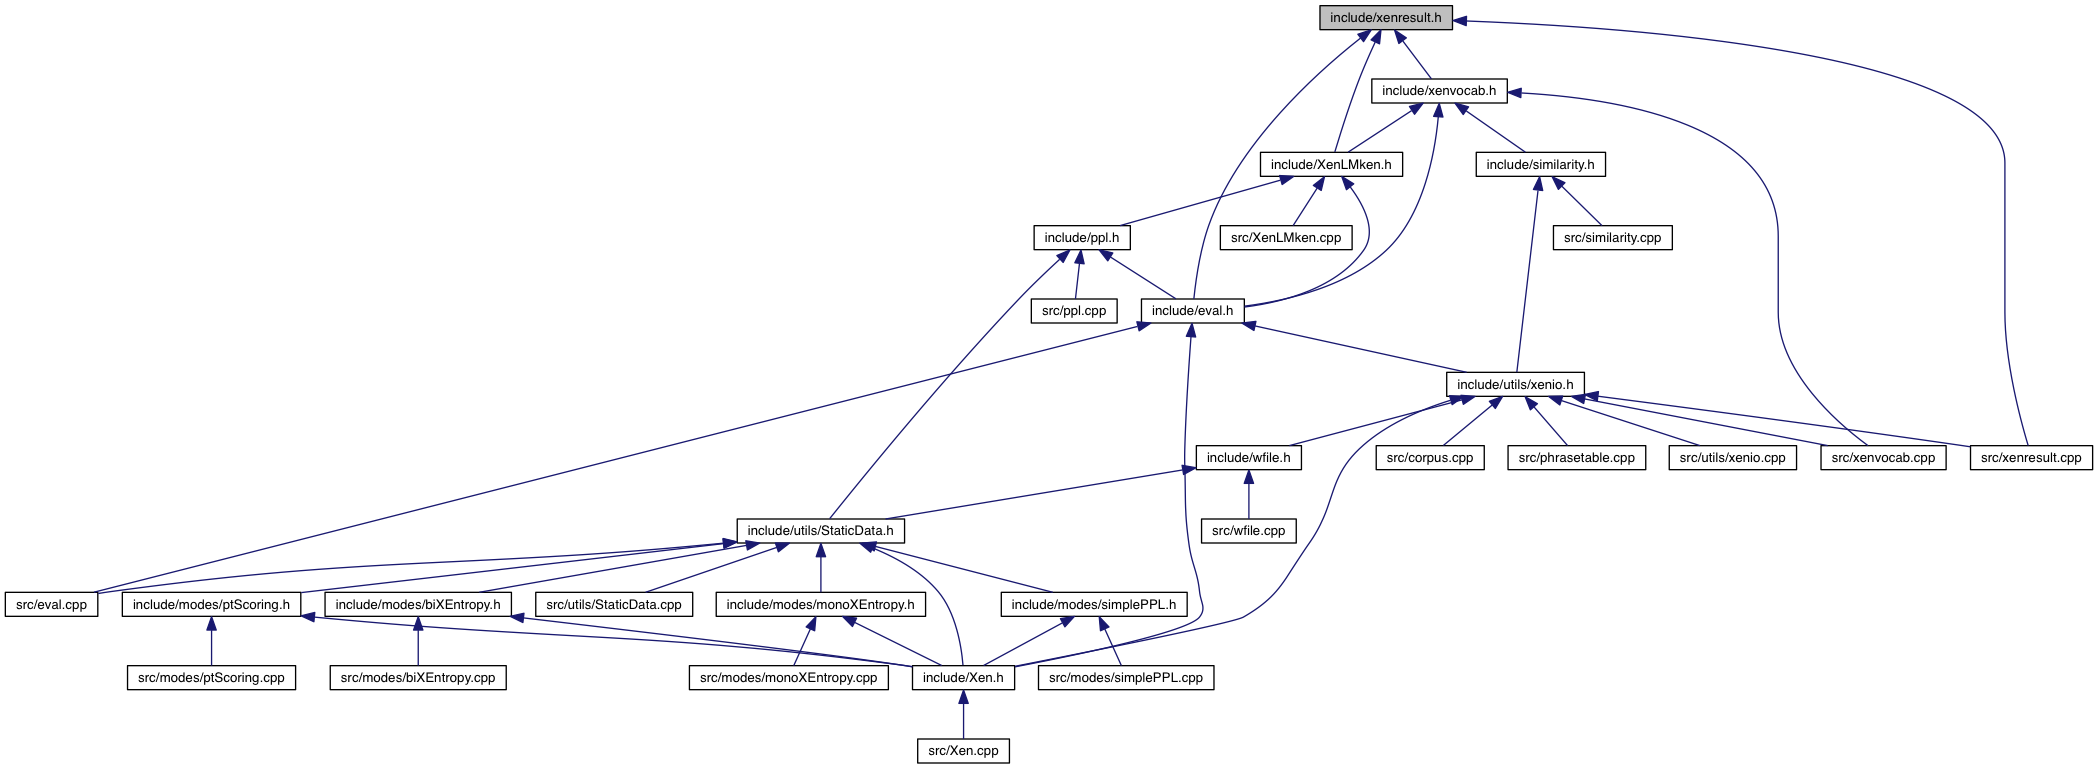 include/xenresult.h
include/xenvocab.h
include/XenLMken.h
include/similarity.h
include/ppl.h
src/XenLMken.cpp
src/similarity.cpp
src/ppl.cpp
include/eval.h
include/utils/xenio.h
include/wfile.h
src/corpus.cpp
src/phrasetable.cpp
src/utils/xenio.cpp
src/xenvocab.cpp
src/xenresult.cpp
include/utils/StaticData.h
src/wfile.cpp
src/eval.cpp
include/modes/ptScoring.h
include/modes/biXEntropy.h
src/utils/StaticData.cpp
include/modes/monoXEntropy.h
include/modes/simplePPL.h
src/modes/ptScoring.cpp
src/modes/biXEntropy.cpp
src/modes/monoXEntropy.cpp
include/Xen.h
src/modes/simplePPL.cpp
src/Xen.cpp